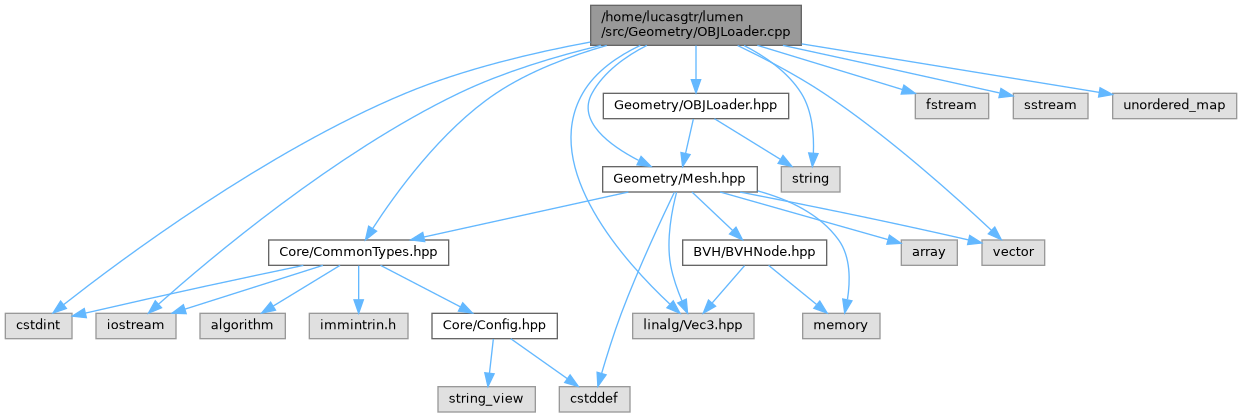 /home/lucasgtr/lumen
/src/Geometry/OBJLoader.cpp
Geometry/OBJLoader.hpp
fstream
sstream
unordered_map
Geometry/Mesh.hpp
string
Core/CommonTypes.hpp
BVH/BVHNode.hpp
array
vector
cstdint
iostream
algorithm
immintrin.h
Core/Config.hpp
linalg/Vec3.hpp
memory
string_view
cstddef